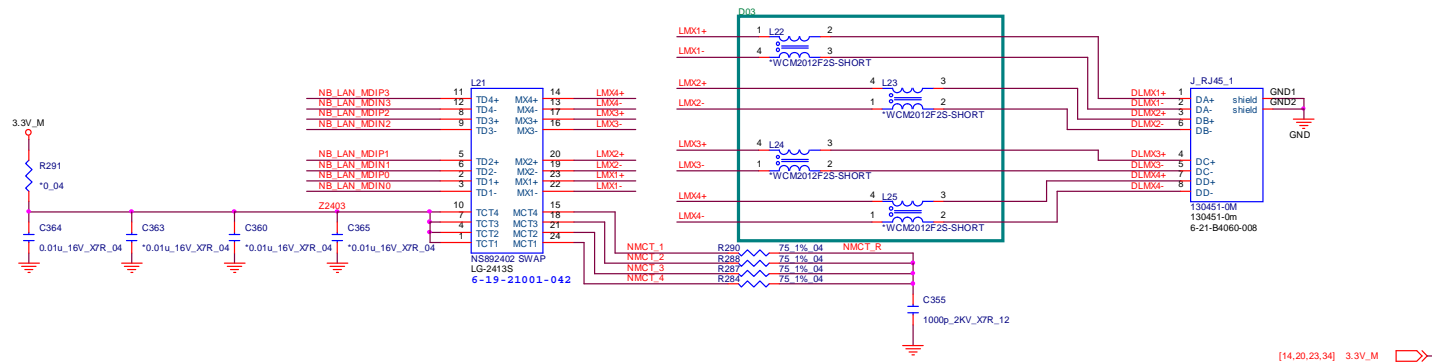 D03
LMX1+ 1 L22 2
LMX1- 4 3
*WCM2012F2S-SHORT
LMX2+ 4 L23 3
LMX2- 1 2
*WCM2012F2S-SHORT
LMX3+ 4 L24 3
LMX3- 1 2
*WCM2012F2S-SHORT
LMX4+ 4 L25 3
LMX4- 1 2
*WCM2012F2S-SHORT
L21
NB_LAN_MDIP3 11 TD4+ MX4+ 14 LMX4+
NB_LAN_MDIN3 12 TD4- MX4- 13 LMX4-
NB_LAN_MDIP2 8 TD3+ MX3+ 17 LMX3+
NB_LAN_MDIN2 9 TD3- MX3- 16 LMX3-
NB_LAN_MDIP1 5 TD2+ MX2+ 20 LMX2+
NB_LAN_MDIN1 6 TD2- MX2- 19 LMX2-
NB_LAN_MDIP0 2 TD1+ MX1+ 23 LMX1+
NB_LAN_MDIN0 3 TD1- MX1- 22 LMX1-
10 TCT4 MCT4 15
7 TCT3 MCT3 18
4 TCT2 MCT2 21
1 TCT1 MCT1 24
NS892402 SWAP
LG-2413S
6-19-21001-042
3.3V_M
R291
*0_04
Z2403
C364
0.01u_16V_X7R_04
C363
*0.01u_16V_X7R_04
C360
*0.01u_16V_X7R_04
C365
*0.01u_16V_X7R_04
NMCT_1 R290 75_1%_04 NMCT_R
NMCT_2 R288 75_1%_04
NMCT_3 R287 75_1%_04
NMCT_4 R284 75_1%_04
C355
1000p_2KV_X7R_12
J_RJ45_1
DLMX1+ 1 DA+ shield GND1
DLMX1- 2 DA- shield GND2
DLMX2+ 3 DB+
DLMX2- 6 DB-
GND
DLMX3+ 4 DC+
DLMX3- 5 DC-
DLMX4+ 7 DD+
DLMX4- 8 DD-
130451-0M
130451-0m
6-21-B4060-008
[14,20,23,34] 3.3V_M